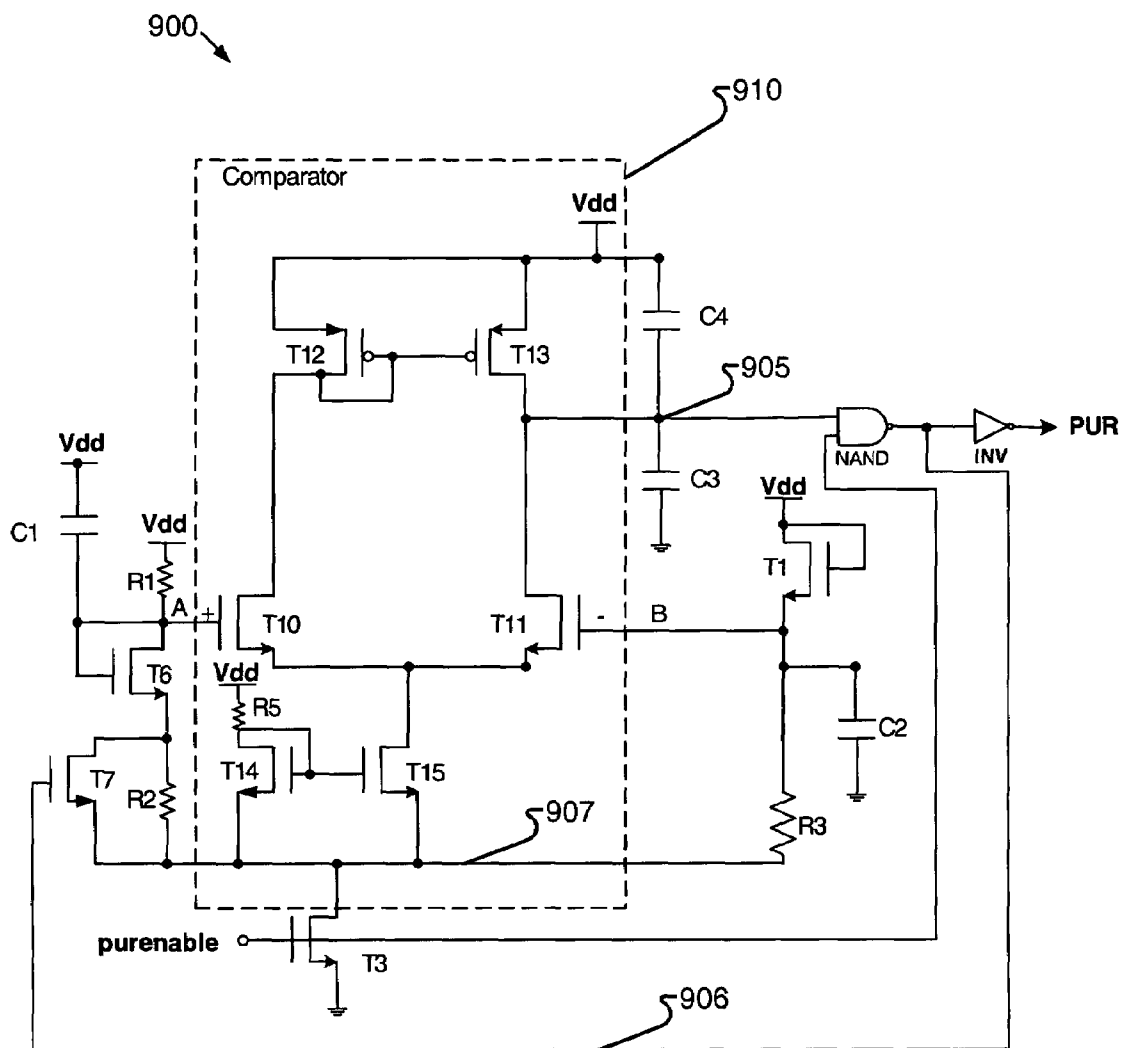 900
910
Comparator
Vdd
C4
T12
T13
905
Vdd
NAND
INV
PUR
C3
Vdd
C1
Vdd
R1
A
+
T10
T11
-
B
T1
T6
Vdd
R5
C2
T7
R2
T14
T15
907
R3
purenable
T3
906